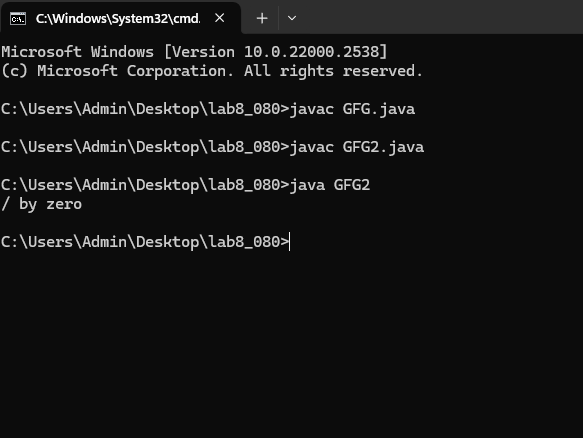 C:\Windows\System32\cmd.
Microsoft Windows [Version 10.0.22000.2538]
(c) Microsoft Corporation. All rights reserved.
C:\Users\Admin\Desktop\lab8_080>javac GFG.java
C:\Users\Admin\Desktop\lab8_080>javac GFG2.java
C:\Users\Admin\Desktop\lab8_080>java GFG2
/ by zero
C:\Users\Admin\Desktop\lab8_080>